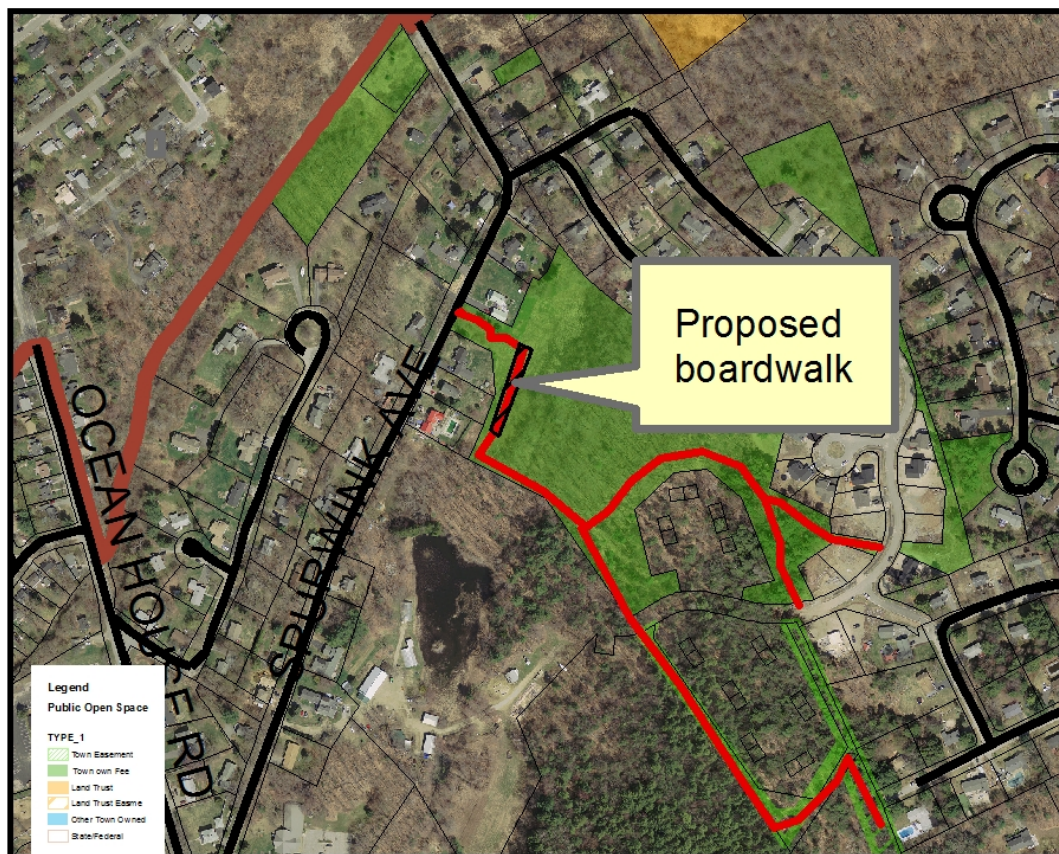 Proposed
boardwalk
OCEAN HOUSE RD
SPURWINK AVE
Legend
Public Open Space
TYPE_1
Town Easement
Town own Fee
Land Trust
Land Trust Easme
Other Town Owned
State/Federal